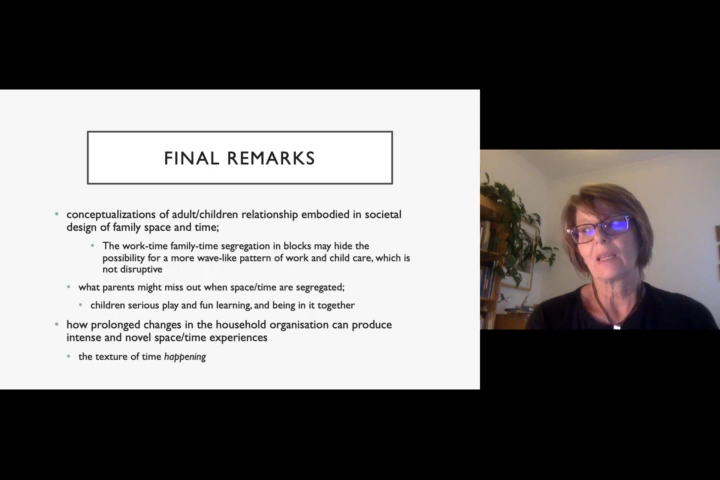 FINAL REMARKS
conceptualizations of adult/children relationship embodied in societal
design of family space and time;
The work-time family-time segregation in blocks may hide the
possibility for a more wave-like pattern of work and child care, which is
not disruptive
what parents might miss out when space/time are segregated;
children serious play and fun learning, and being in it together
how prolonged changes in the household organisation can produce
intense and novel space/time experiences
the texture of time happening